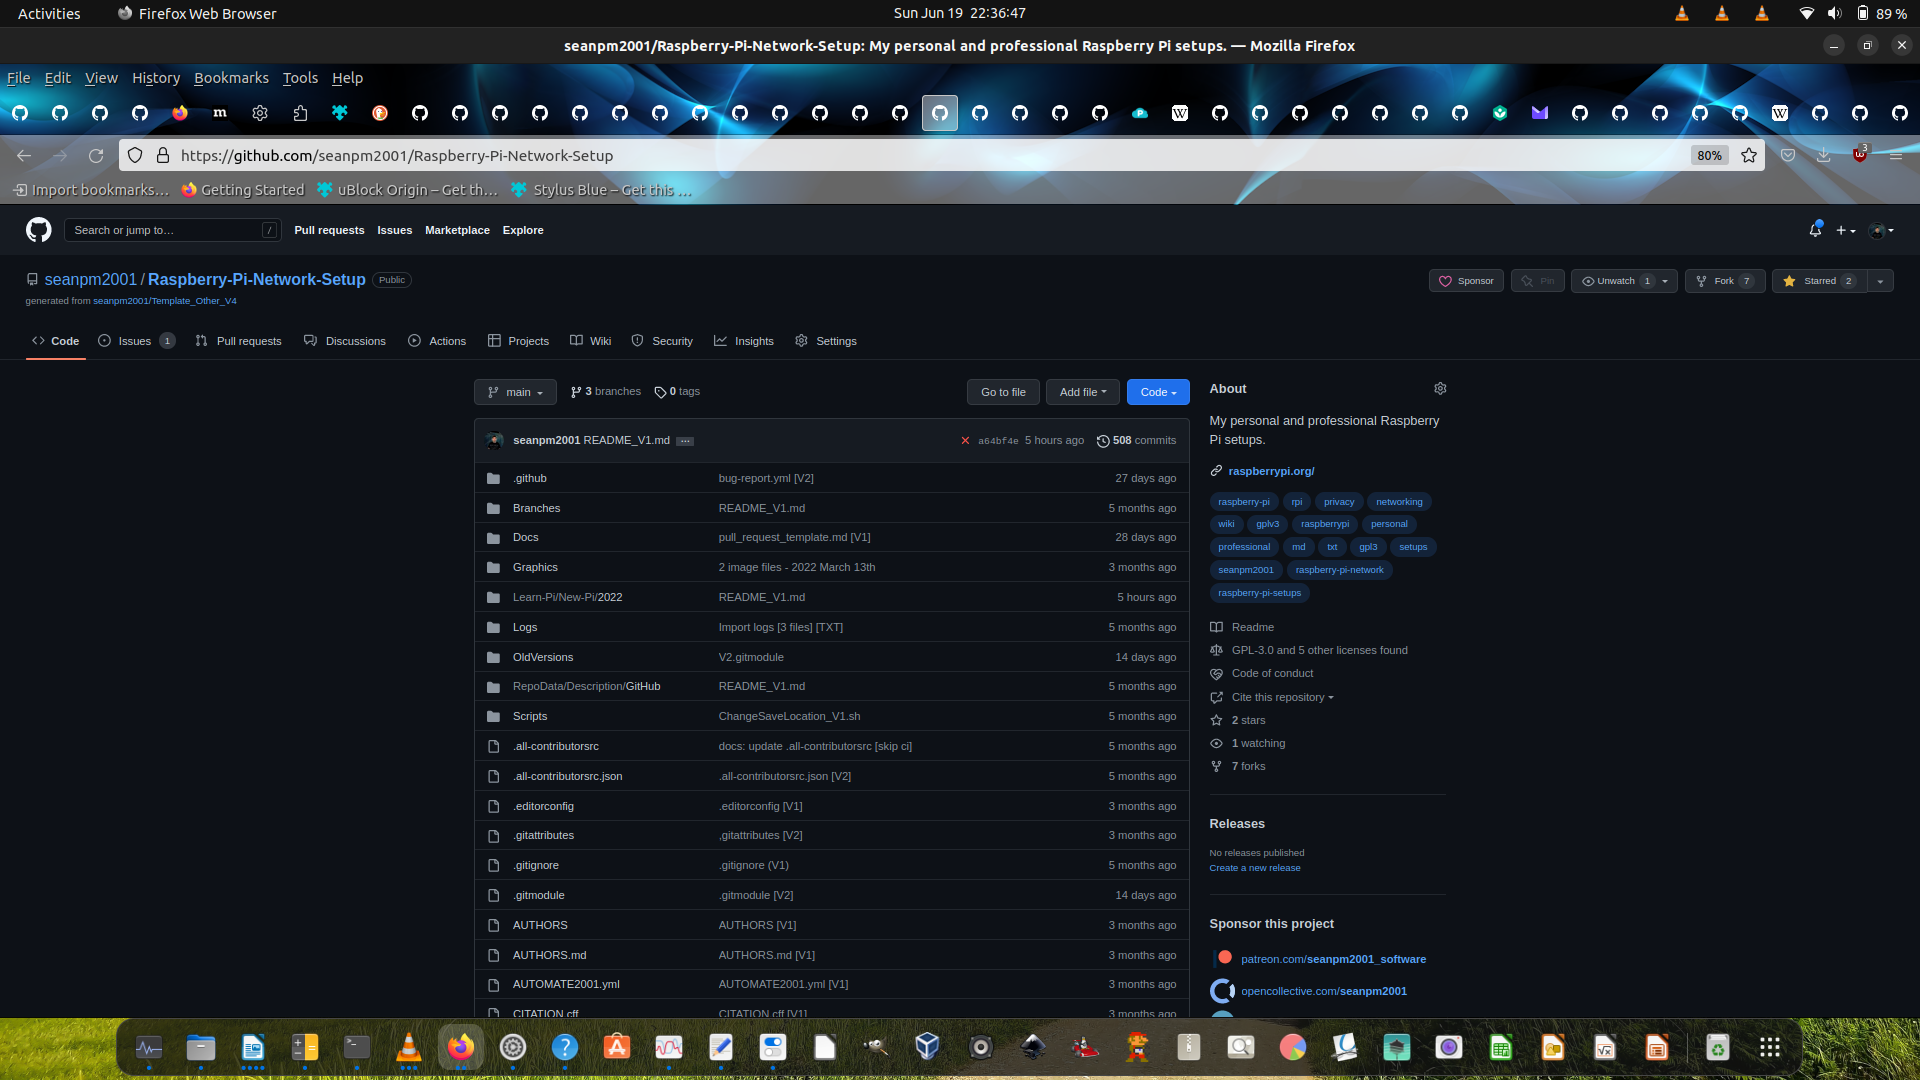 Activities Firefox Web Browser Sun Jun 19 22:36:47 89 %
seanpm2001/Raspberry-Pi-Network-Setup: My personal and professional Raspberry Pi setups. — Mozilla Firefox
File Edit View History Bookmarks Tools Help
https://github.com/seanpm2001/Raspberry-Pi-Network-Setup 80% 3
Import bookmarks… Getting Started uBlock Origin – Get th… Stylus Blue – Get this …
Search or jump to… / Pull requests Issues Marketplace Explore
seanpm2001 / Raspberry-Pi-Network-Setup Public Sponsor Pin Unwatch 1 Fork 7 Starred 2
generated from seanpm2001/Template_Other_V4
Code Issues 1 Pull requests Discussions Actions Projects Wiki Security Insights Settings
main 3 branches 0 tags Go to file Add file Code
seanpm2001 README_V1.md ... a64bf4e 5 hours ago 508 commits
.github bug-report.yml [V2] 27 days ago
Branches README_V1.md 5 months ago
Docs pull_request_template.md [V1] 28 days ago
Graphics 2 image files - 2022 March 13th 3 months ago
Learn-Pi/New-Pi/2022 README_V1.md 5 hours ago
Logs Import logs [3 files] [TXT] 5 months ago
OldVersions V2.gitmodule 14 days ago
RepoData/Description/GitHub README_V1.md 5 months ago
Scripts ChangeSaveLocation_V1.sh 5 months ago
.all-contributorsrc docs: update .all-contributorsrc [skip ci] 5 months ago
.all-contributorsrc.json .all-contributorsrc.json [V2] 5 months ago
.editorconfig .editorconfig [V1] 3 months ago
.gitattributes ,gitattributes [V2] 3 months ago
.gitignore .gitignore (V1) 5 months ago
.gitmodule .gitmodule [V2] 14 days ago
AUTHORS AUTHORS [V1] 3 months ago
AUTHORS.md AUTHORS.md [V1] 3 months ago
AUTOMATE2001.yml AUTOMATE2001.yml [V1] 3 months ago
CITATION.cff CITATION.cff [V1] 3 months ago
About
My personal and professional Raspberry
Pi setups.
raspberrypi.org/
raspberry-pi rpi privacy networking
wiki gplv3 raspberrypi personal
professional md txt gpl3 setups
seanpm2001 raspberry-pi-network
raspberry-pi-setups
Readme
GPL-3.0 and 5 other licenses found
Code of conduct
Cite this repository
2 stars
1 watching
7 forks
Releases
No releases published
Create a new release
Sponsor this project
patreon.com/seanpm2001_software
opencollective.com/seanpm2001